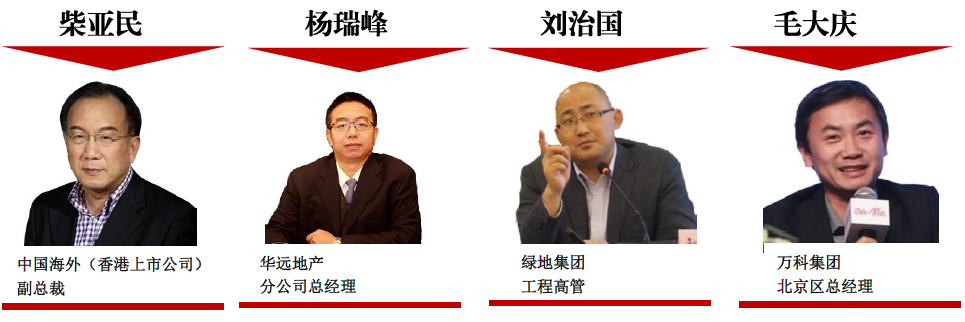 柴亚民
杨瑞峰
刘治国
毛大庆
中国海外（香港上市公司）
副总裁
华远地产
分公司总经理
绿地集团
工程高管
万科集团
北京区总经理